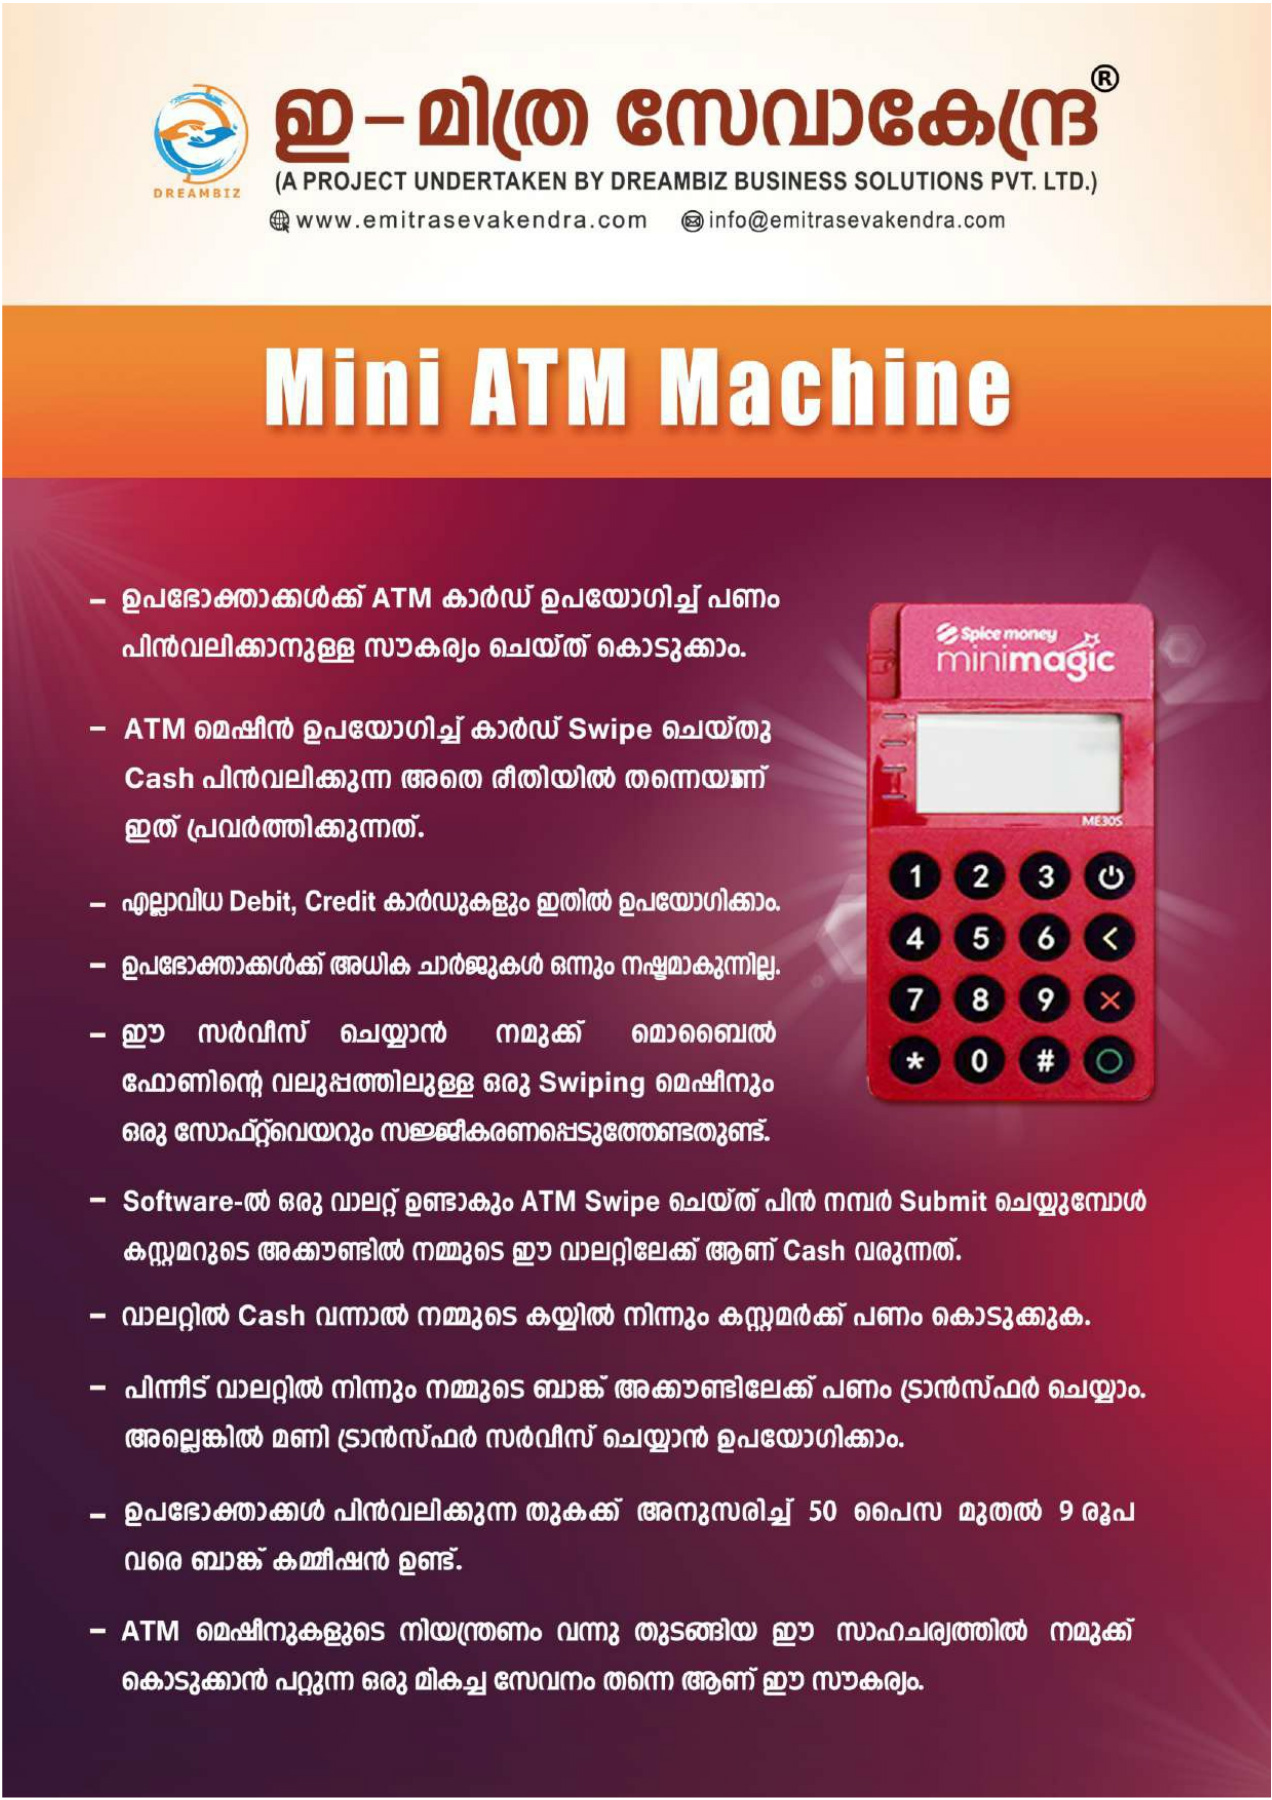 ഇ-മിത്ര സേവാകേന്ദ്ര®
DREAMBIZ
(A PROJECT UNDERTAKEN BY DREAMBIZ BUSINESS SOLUTIONS PVT. LTD.)
www.emitrasevakendra.com info@emitrasevakendra.com
Mini ATM Machine
– ഉപഭോക്താക്കൾക്ക് ATM കാർഡ് ഉപയോഗിച്ച് പണം
പിൻവലിക്കാനുള്ള സൗകര്യം ചെയ്ത് കൊടുക്കാം.
– ATM മെഷീൻ ഉപയോഗിച്ച് കാർഡ് Swipe ചെയ്തു
Cash പിൻവലിക്കുന്ന അതെ രീതിയിൽ തന്നെയാണ്
ഇത് പ്രവർത്തിക്കുന്നത്.
– എല്ലാവിധ Debit, Credit കാർഡുകളും ഇതിൽ ഉപയോഗിക്കാം.
– ഉപഭോക്താക്കൾക്ക് അധിക ചാർജുകൾ ഒന്നും നഷ്ടമാകുന്നില്ല.
– ഈ സർവീസ് ചെയ്യാൻ നമുക്ക് മൊബൈൽ
ഫോണിന്റെ വലുപ്പത്തിലുള്ള ഒരു Swiping മെഷീനും
ഒരു സോഫ്റ്റ്‌വെയറും സജ്ജീകരണപ്പെടുത്തേണ്ടതുണ്ട്.
– Software-ൽ ഒരു വാലറ്റ് ഉണ്ടാകും ATM Swipe ചെയ്ത് പിൻ നമ്പർ Submit ചെയ്യുമ്പോൾ
കസ്റ്റമറുടെ അക്കൗണ്ടിൽ നമ്മുടെ ഈ വാലറ്റിലേക്ക് ആണ് Cash വരുന്നത്.
– വാലറ്റിൽ Cash വന്നാൽ നമ്മുടെ കയ്യിൽ നിന്നും കസ്റ്റമർക്ക് പണം കൊടുക്കുക.
– പിന്നീട് വാലറ്റിൽ നിന്നും നമ്മുടെ ബാങ്ക് അക്കൗണ്ടിലേക്ക് പണം ട്രാൻസ്ഫർ ചെയ്യാം.
അല്ലെങ്കിൽ മണി ട്രാൻസ്ഫർ സർവീസ് ചെയ്യാൻ ഉപയോഗിക്കാം.
– ഉപഭോക്താക്കൾ പിൻവലിക്കുന്ന തുകക്ക് അനുസരിച്ച് 50 പൈസ മുതൽ 9 രൂപ
വരെ ബാങ്ക് കമ്മീഷൻ ഉണ്ട്.
– ATM മെഷീനുകളുടെ നിയന്ത്രണം വന്നു തുടങ്ങിയ ഈ സാഹചര്യത്തിൽ നമുക്ക്
കൊടുക്കാൻ പറ്റുന്ന ഒരു മികച്ച സേവനം തന്നെ ആണ് ഈ സൗകര്യം.
Spice money
minimagic
ME30S
1 2 3
4 5 6 <
7 8 9 ×
* 0 #